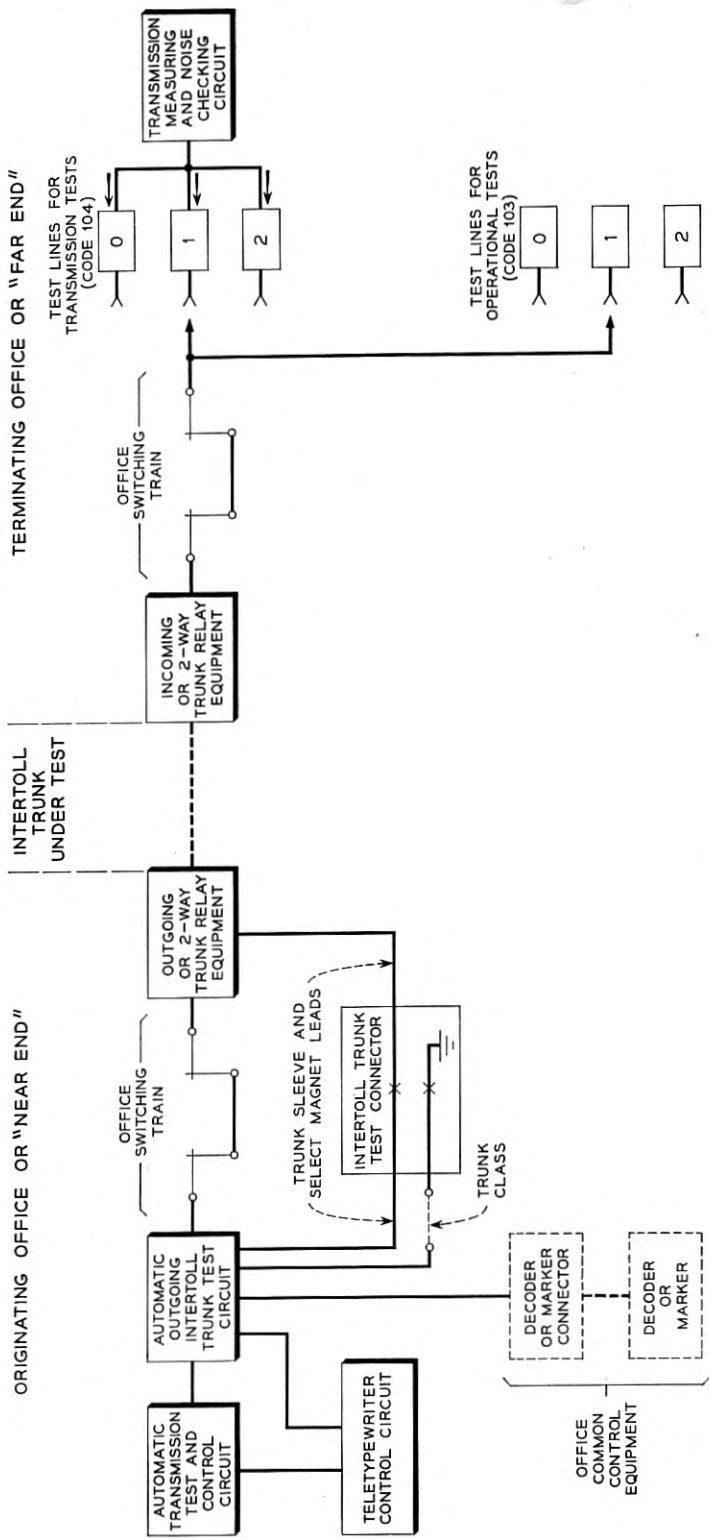 ORIGINATING OFFICE OR "NEAR END"
INTERTOLL
TRUNK
UNDER TEST
TERMINATING OFFICE OR "FAR END"
AUTOMATIC
TRANSMISSION
TEST AND
CONTROL
CIRCUIT
AUTOMATIC
OUTGOING
INTERTOLL
TRUNK TEST
CIRCUIT
OFFICE
SWITCHING
TRAIN
OUTGOING
OR 2-WAY
TRUNK RELAY
EQUIPMENT
INCOMING
OR 2-WAY
TRUNK RELAY
EQUIPMENT
OFFICE
SWITCHING
TRAIN
TEST LINES FOR
TRANSMISSION TESTS
(CODE 104)
0
1
2
TRANSMISSION
MEASURING
AND NOISE
CHECKING
CIRCUIT
TELETYPEWRITER
CONTROL CIRCUIT
TRUNK SLEEVE AND
SELECT MAGNET LEADS
INTERTOLL TRUNK
TEST CONNECTOR
TRUNK
CLASS
TEST LINES FOR
OPERATIONAL TESTS
(CODE 103)
0
1
2
OFFICE
COMMON
CONTROL
EQUIPMENT
DECODER
OR MARKER
CONNECTOR
DECODER
OR
MARKER